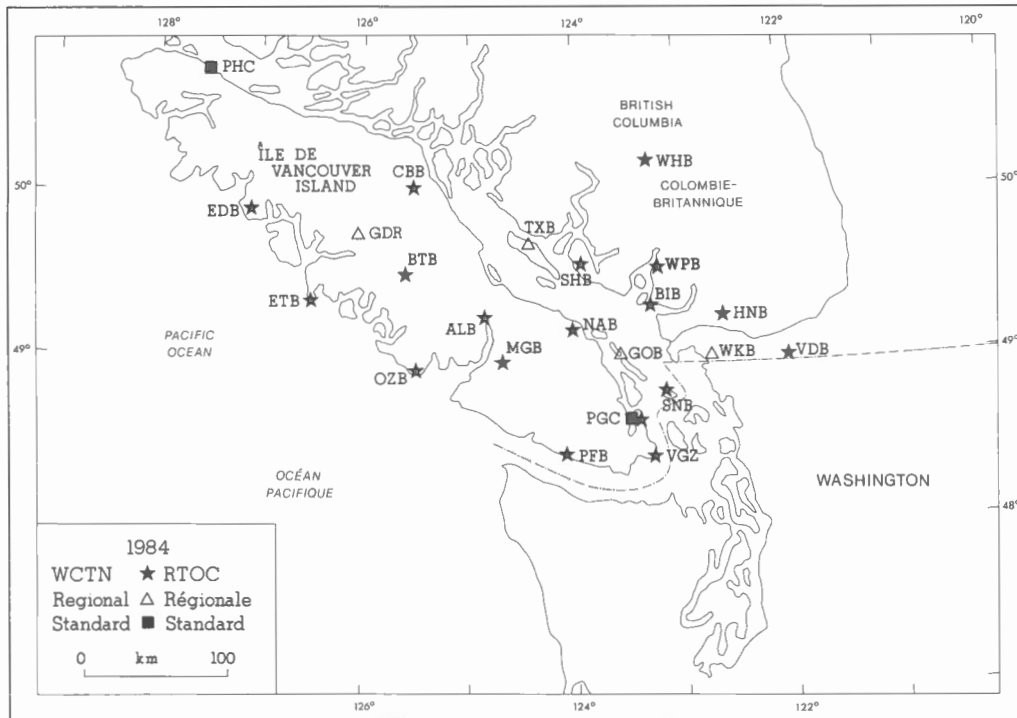 128°
126°
124°
122°
120°
PHC
BRITISH
COLUMBIA
WHB
ÎLE DE
VANCOUVER
ISLAND
CBB
50°
50°
COLOMBIE-
BRITANNIQUE
EDB
GDR
TXB
BTB
SHB
WPB
BIB
ETB
HNB
ALB
NAB
PACIFIC
OCEAN
MGB
GOB
WKB
VDB
49°
49°
OZB
SNB
PGC
PFB
VGZ
OCÉAN
PACIFIQUE
WASHINGTON
48°
1984
WCTN ★ RTOC
Regional △ Régionale
Standard ■ Standard
0 km 100
126°
124°
122°